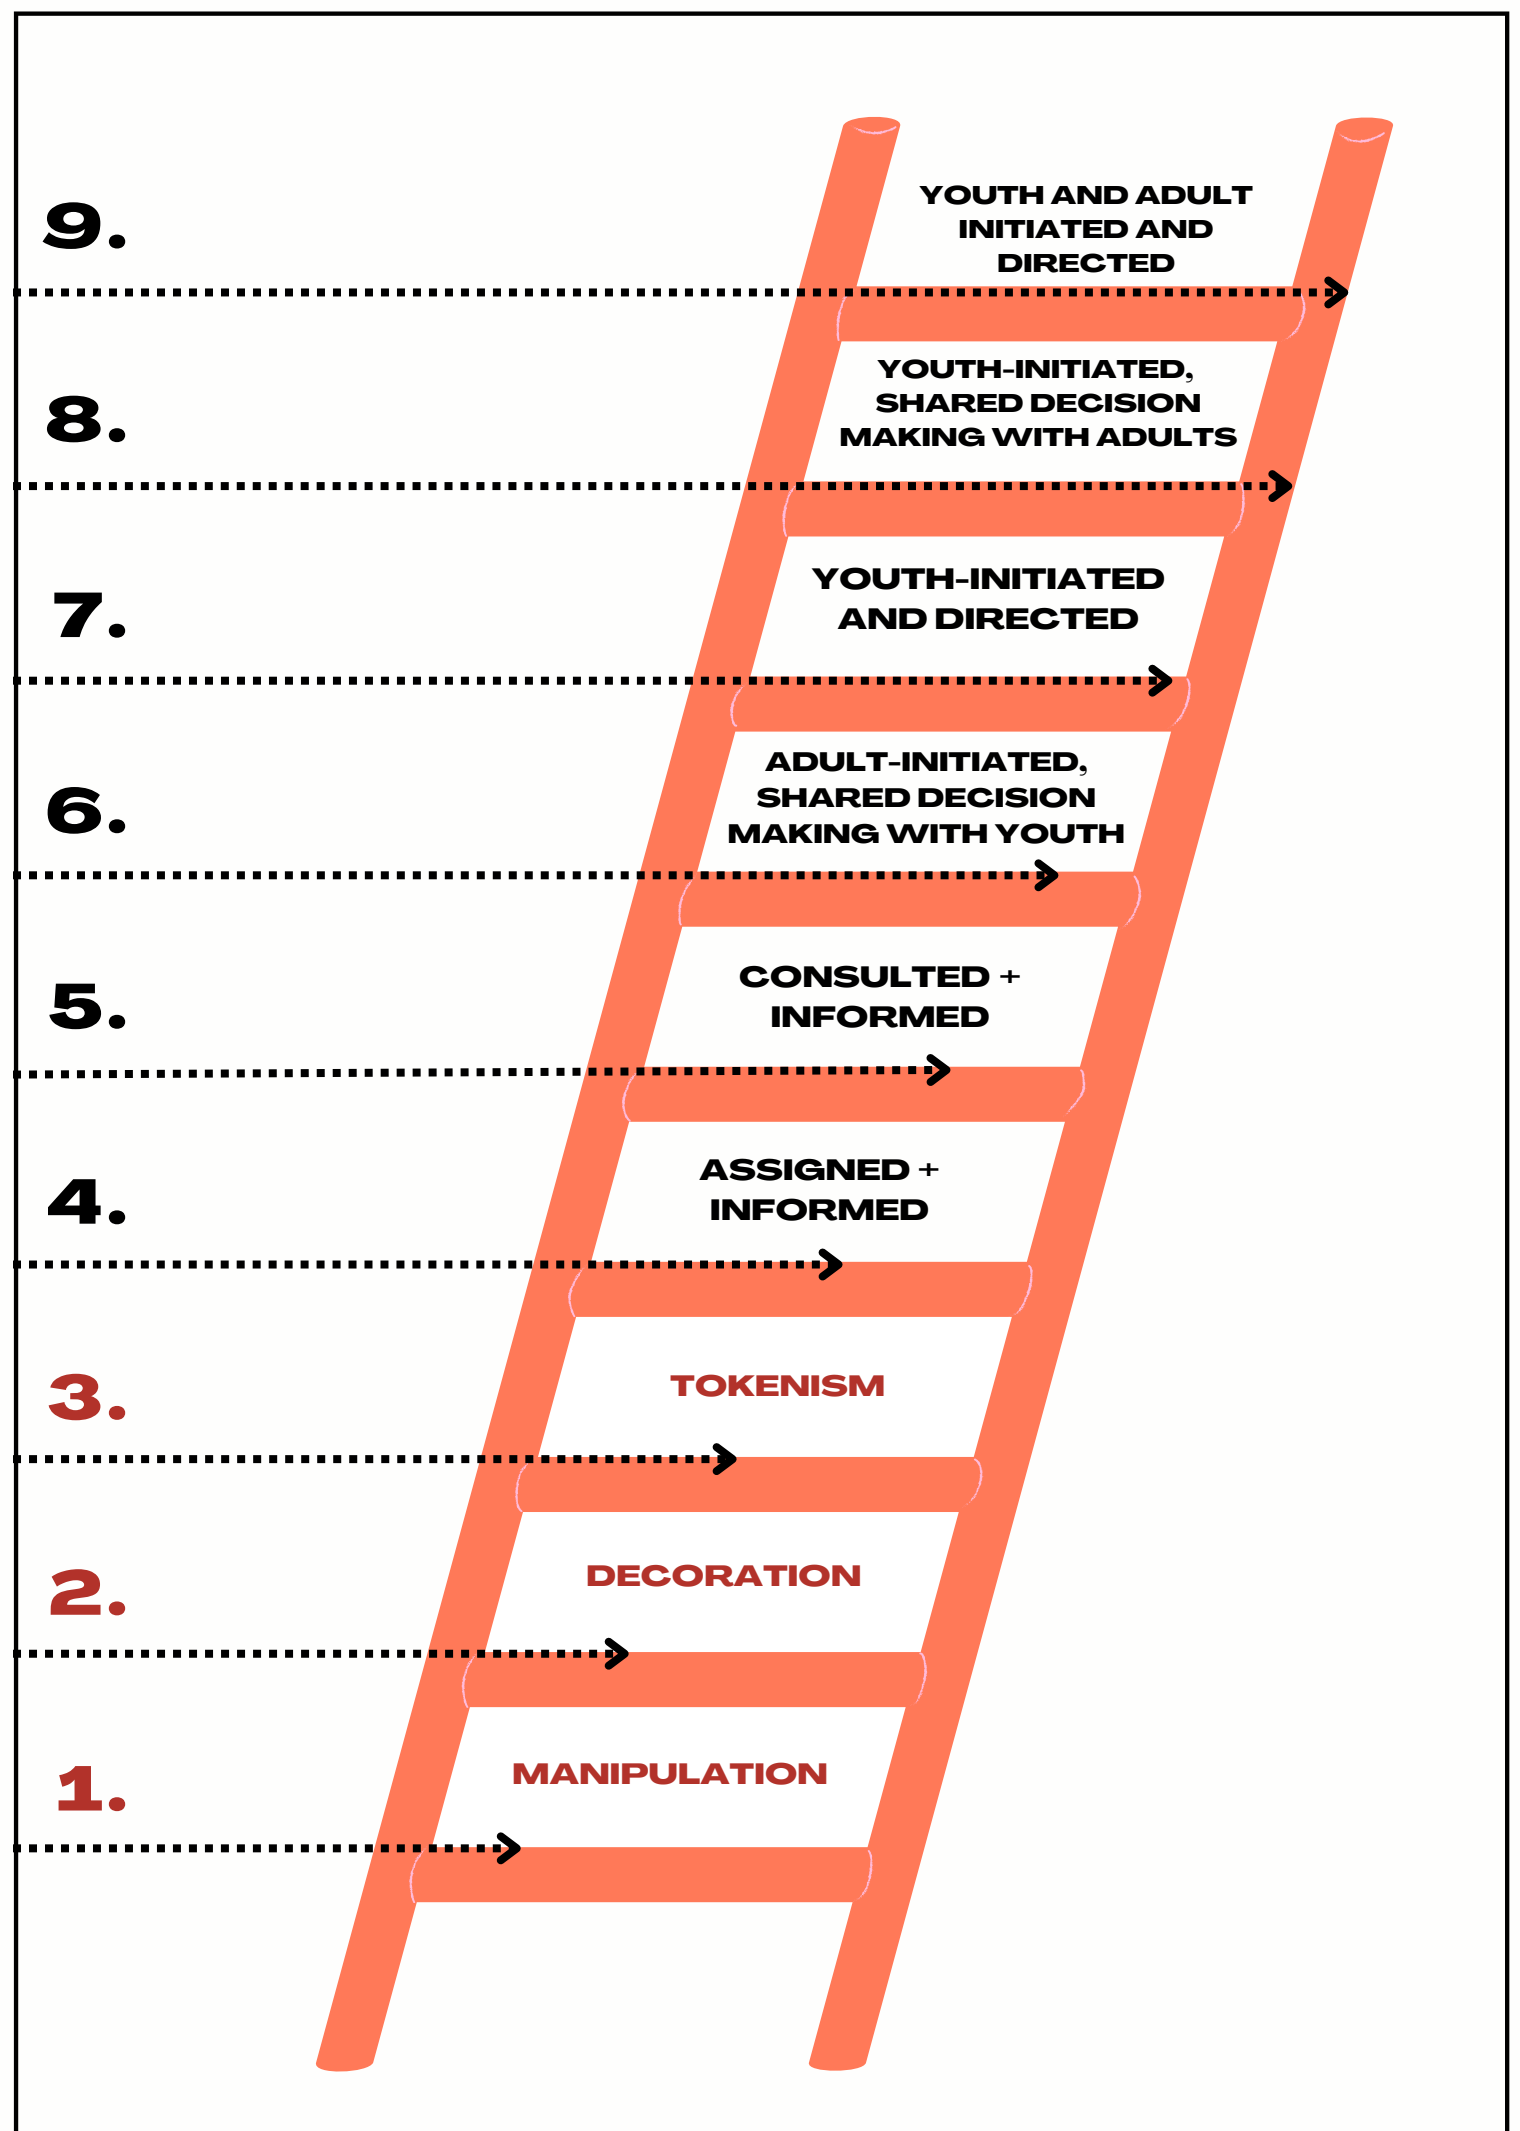 9.
YOUTH AND ADULT
INITIATED AND
DIRECTED
8.
YOUTH-INITIATED,
SHARED DECISION
MAKING WITH ADULTS
7.
YOUTH-INITIATED
AND DIRECTED
6.
ADULT-INITIATED,
SHARED DECISION
MAKING WITH YOUTH
5.
CONSULTED +
INFORMED
4.
ASSIGNED +
INFORMED
3.
TOKENISM
2.
DECORATION
1.
MANIPULATION